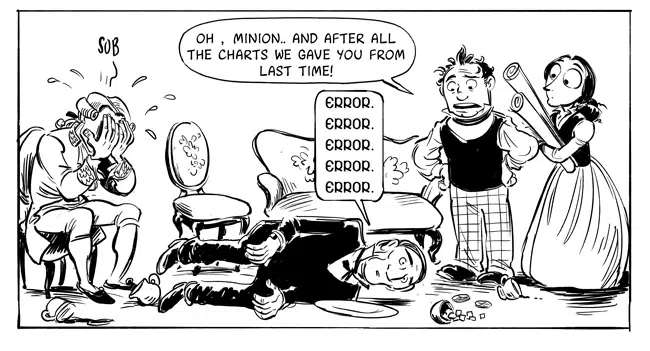 SOB
OH , MINION.. AND AFTER ALL
THE CHARTS WE GAVE YOU FROM
LAST TIME!
ERROR.
ERROR.
ERROR.
ERROR.
ERROR.